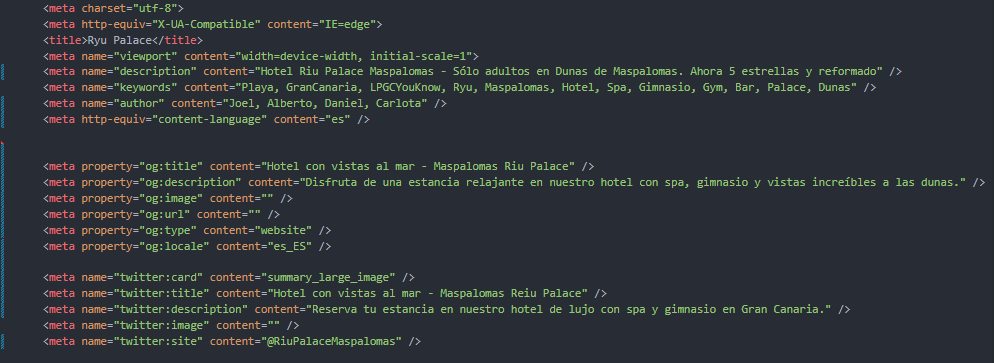 <meta charset="utf-8">
<meta http-equiv="X-UA-Compatible" content="IE=edge">
<title>Ryu Palace</title>
<meta name="viewport" content="width=device-width, initial-scale=1">
<meta name="description" content="Hotel Riu Palace Maspalomas - Sólo adultos en Dunas de Maspalomas. Ahora 5 estrellas y reformado" />
<meta name="keywords" content="Playa, GranCanaria, LPGCYouKnow, Ryu, Maspalomas, Hotel, Spa, Gimnasio, Gym, Bar, Palace, Dunas" />
<meta name="author" content="Joel, Alberto, Daniel, Carlota" />
<meta http-equiv="content-language" content="es" />
<meta property="og:title" content="Hotel con vistas al mar - Maspalomas Riu Palace" />
<meta property="og:description" content="Disfruta de una estancia relajante en nuestro hotel con spa, gimnasio y vistas increíbles a las dunas." />
<meta property="og:image" content="" />
<meta property="og:url" content="" />
<meta property="og:type" content="website" />
<meta property="og:locale" content="es_ES" />
<meta name="twitter:card" content="summary_large_image" />
<meta name="twitter:title" content="Hotel con vistas al mar - Maspalomas Reiu Palace" />
<meta name="twitter:description" content="Reserva tu estancia en nuestro hotel de lujo con spa y gimnasio en Gran Canaria." />
<meta name="twitter:image" content="" />
<meta name="twitter:site" content="@RiuPalaceMaspalomas" />